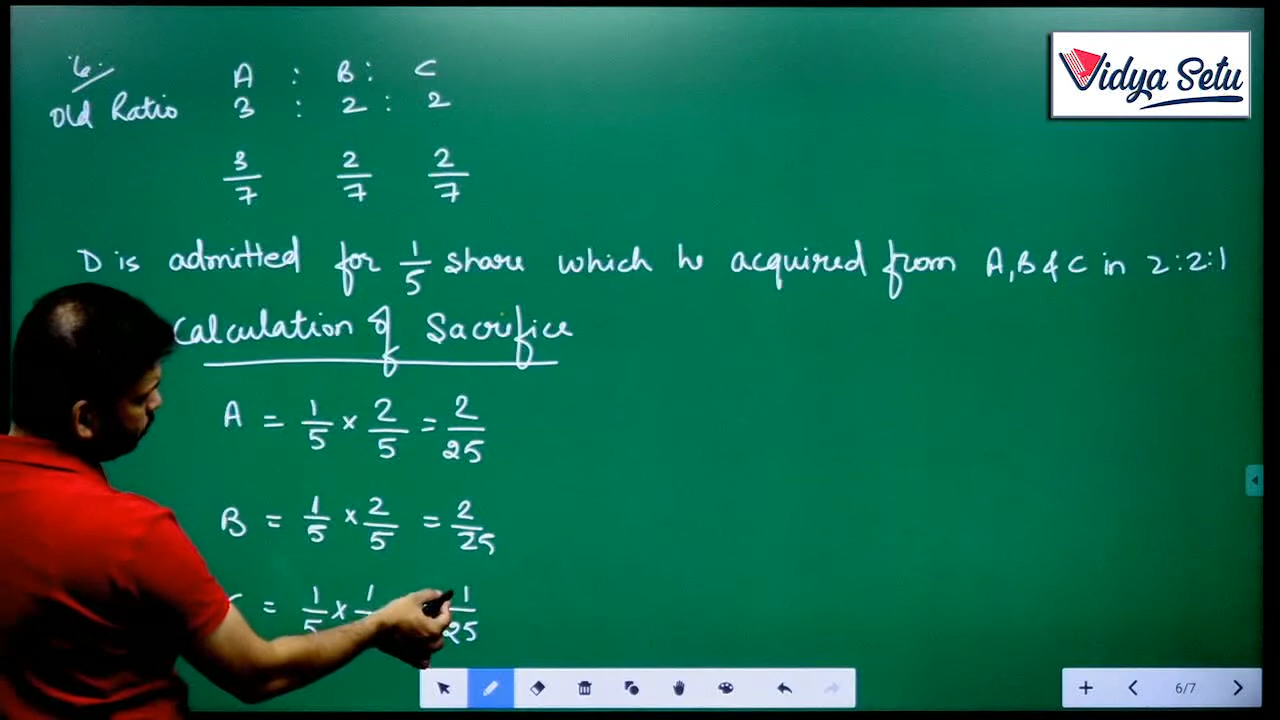 Vidya Setu
6.
A : B : C
Old Ratio 3 : 2 : 2
3/7 2/7 2/7
D is admitted for 1/5 share which he acquired from A, B & C in 2:2:1
Calculation of Sacrifice
A = 1/5 × 2/5 = 2/25
B = 1/5 × 2/5 = 2/25
= 1/5 × 1/ 1/25
6/7